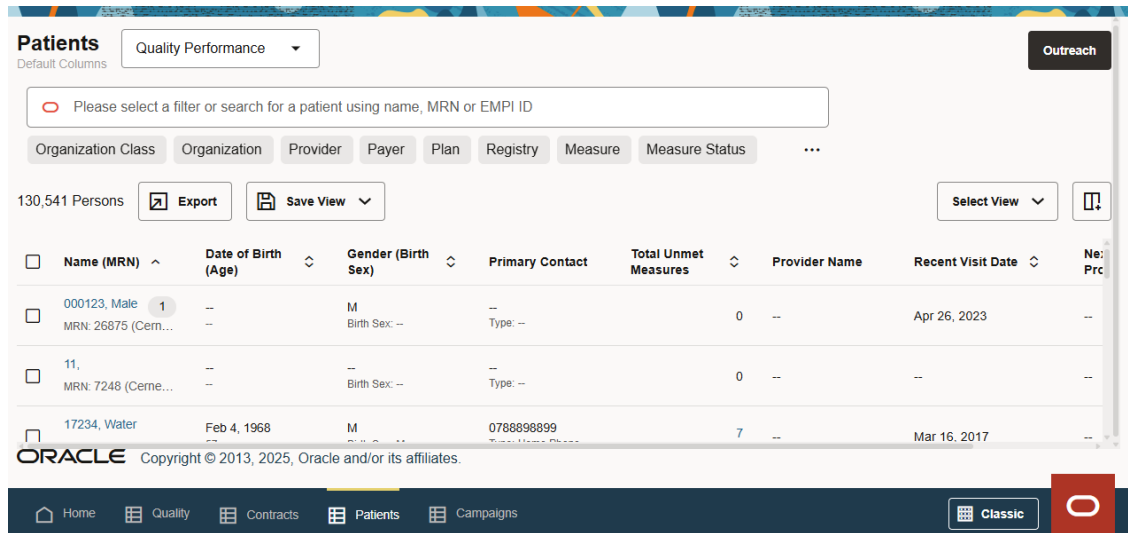 Patients
Default Columns
Quality Performance
Outreach
Please select a filter or search for a patient using name, MRN or EMPI ID
Organization Class Organization Provider Payer Plan Registry Measure Measure Status ...
130,541 Persons Export Save View Select View
Name (MRN) Date of Birth (Age) Gender (Birth Sex) Primary Contact Total Unmet Measures Provider Name Recent Visit Date
000123, Male 1 -- M -- 0 -- Apr 26, 2023 --
MRN: 26875 (Cern... -- Birth Sex: -- Type: --
11, -- -- -- 0 -- -- --
MRN: 7248 (Cerne... -- Birth Sex: -- Type: --
17234, Water Feb 4, 1968 M 0788898899 7 -- Mar 16, 2017 --
ORACLE Copyright © 2013, 2025, Oracle and/or its affiliates.
Home Quality Contracts Patients Campaigns Classic